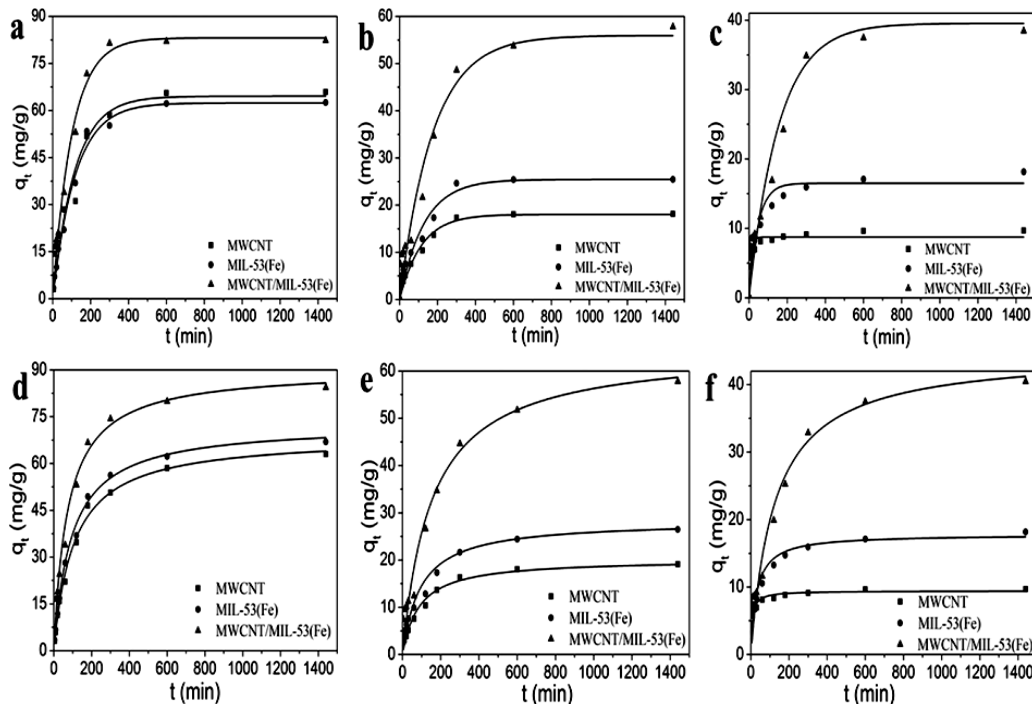 a
90
75
60
45
30
15
0
qt (mg/g)
MWCNT
MIL-53(Fe)
MWCNT/MIL-53(Fe)
0 200 400 600 800 1000 1200 1400
t (min)
b
60
50
40
30
20
10
0
qt (mg/g)
MWCNT
MIL-53(Fe)
MWCNT/MIL-53(Fe)
0 200 400 600 800 1000 1200 1400
t (min)
c
40
30
20
10
0
qt (mg/g)
MWCNT
MIL-53(Fe)
MWCNT/MIL-53(Fe)
0 200 400 600 800 1000 1200 1400
t (min)
d
90
75
60
45
30
15
0
qt (mg/g)
MWCNT
MIL-53(Fe)
MWCNT/MIL-53(Fe)
0 200 400 600 800 1000 1200 1400
t (min)
e
60
50
40
30
20
10
0
qt (mg/g)
MWCNT
MIL-53(Fe)
MWCNT/MIL-53(Fe)
0 200 400 600 800 1000 1200 1400
t (min)
f
40
30
20
10
0
qt (mg/g)
MWCNT
MIL-53(Fe)
MWCNT/MIL-53(Fe)
0 200 400 600 800 1000 1200 1400
t (min)